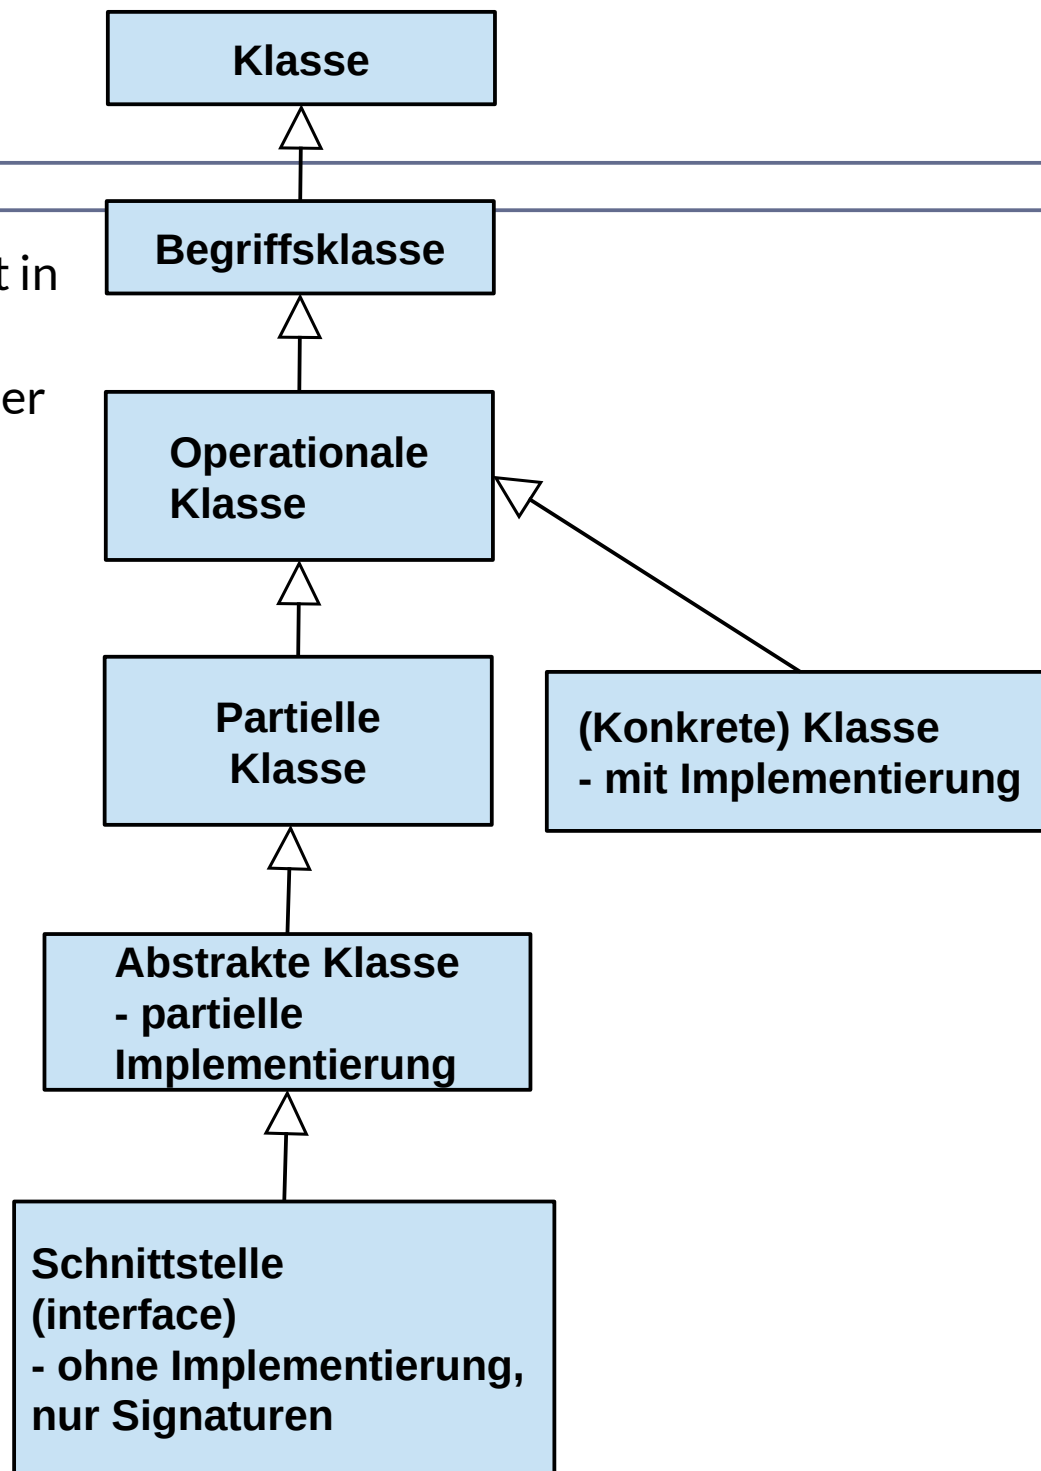 Klasse
Begriffsklasse
t in
er
Operationale
Klasse
Partielle
Klasse
(Konkrete) Klasse
- mit Implementierung
Abstrakte Klasse
- partielle
Implementierung
Schnittstelle
(interface)
- ohne Implementierung,
nur Signaturen